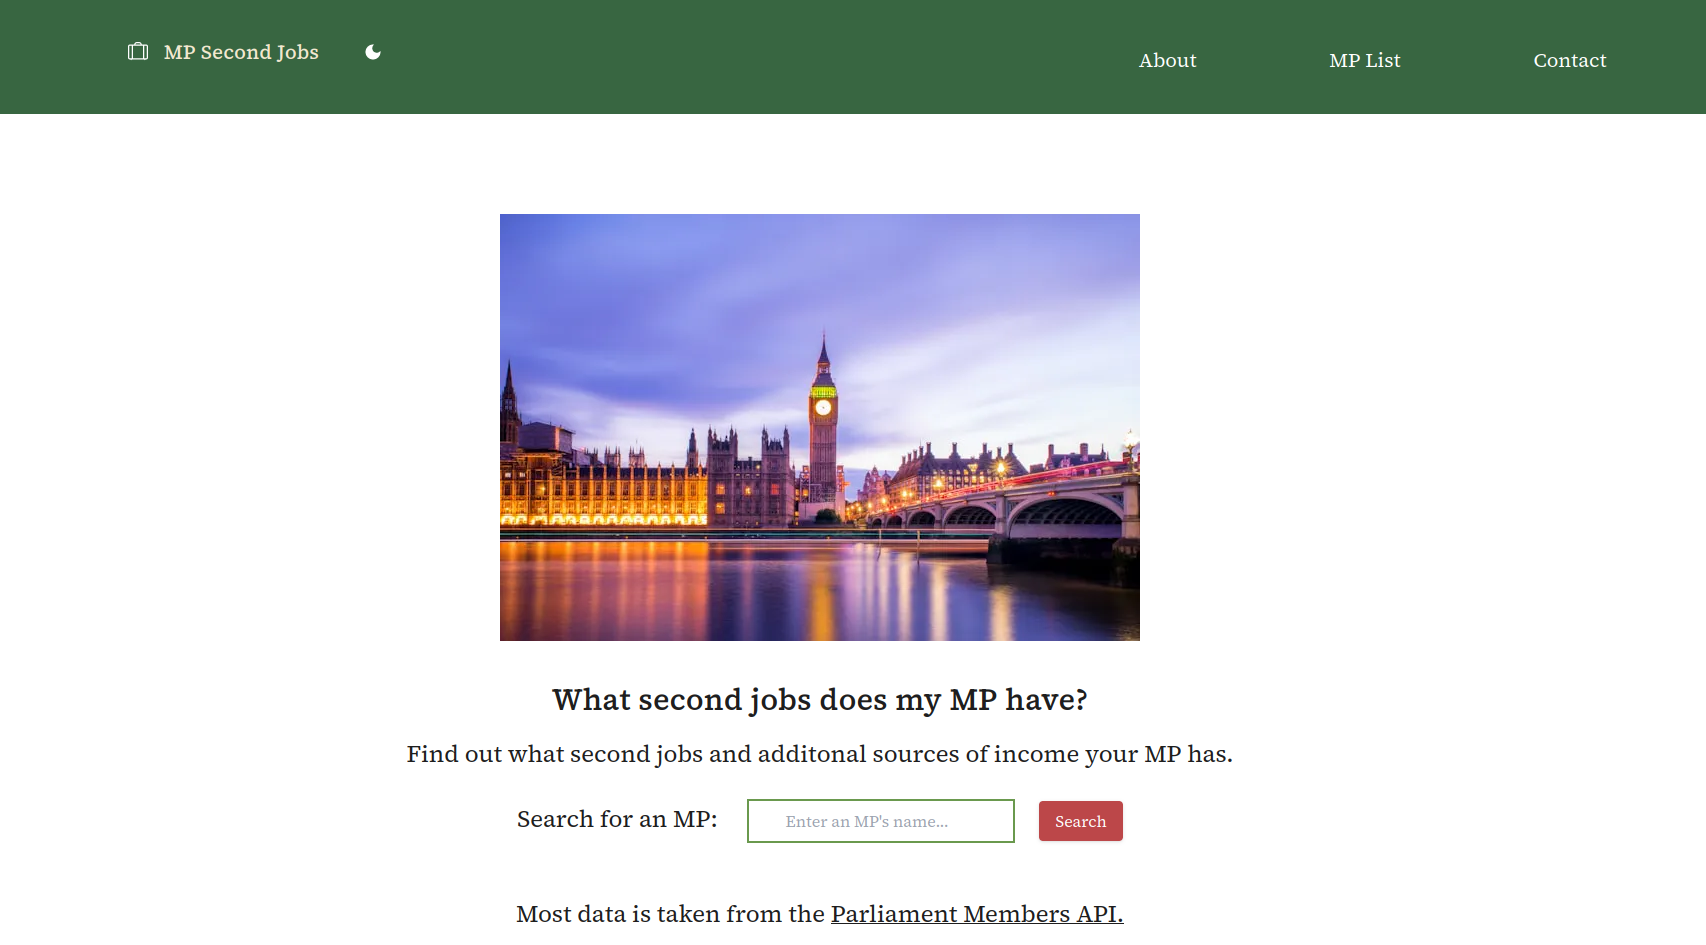 MP Second Jobs
About
MP List
Contact
What second jobs does my MP have?
Find out what second jobs and additonal sources of income your MP has.
Search for an MP:
Enter an MP's name...
Search
Most data is taken from the Parliament Members API.